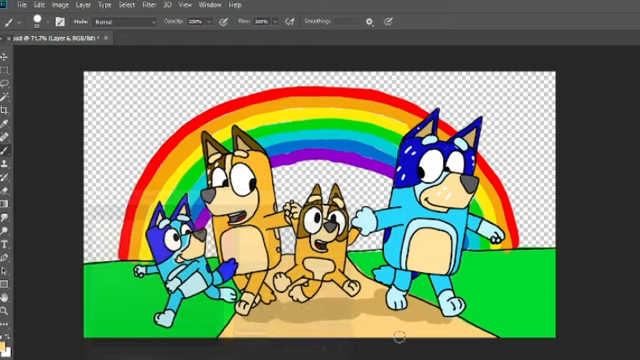 File Edit Image Layer Type Select Filter 3D View Window Help
Mode: Normal Opacity: 100% Flow: 100% Smoothing:
psd @ 71,7% (Layer 6, RGB/8#) *